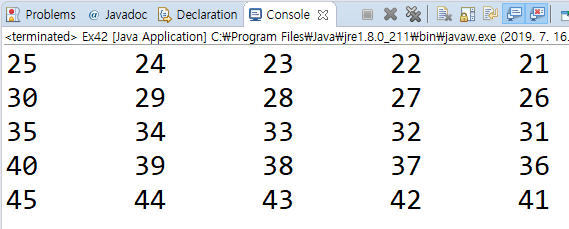 Problems @ Javadoc Declaration Console
<terminated> Ex42 [Java Application] C:₩Program Files₩Java₩jre1.8.0_211₩bin₩javaw.exe (2019. 7. 16.
25 24 23 22 21
30 29 28 27 26
35 34 33 32 31
40 39 38 37 36
45 44 43 42 41